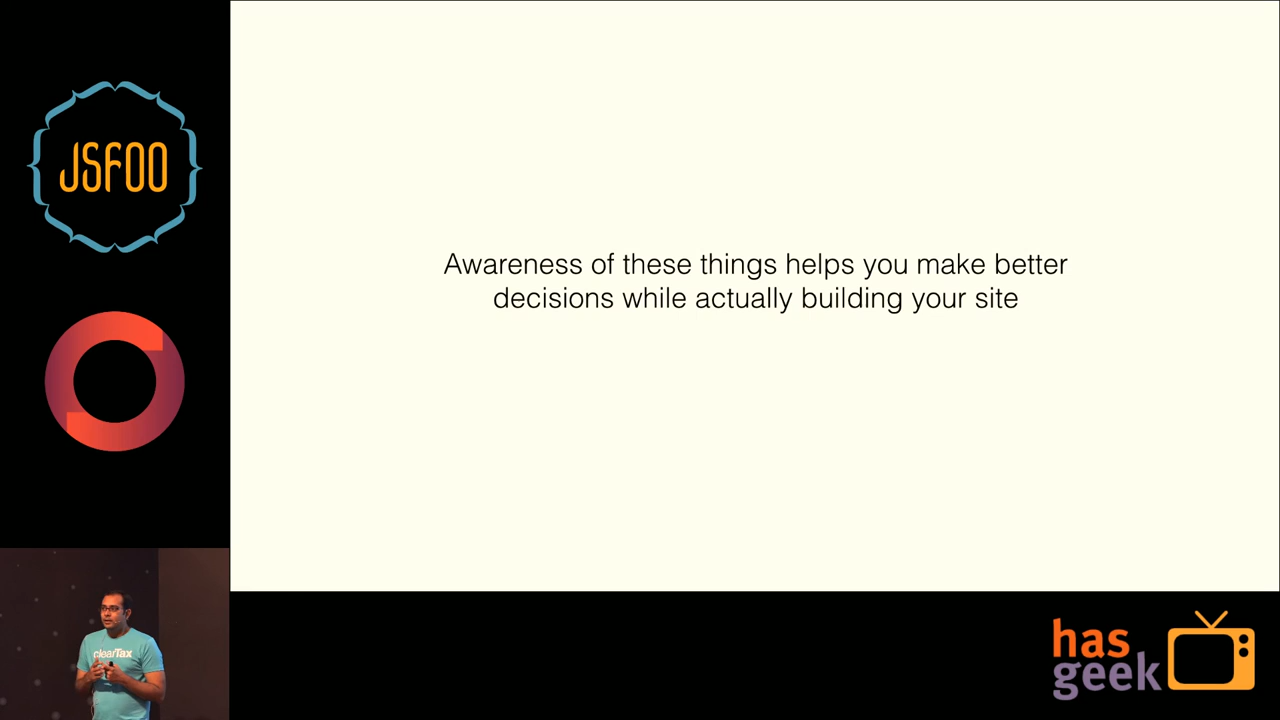 JSFOO
Awareness of these things helps you make better
decisions while actually building your site
clearTax
has
geek